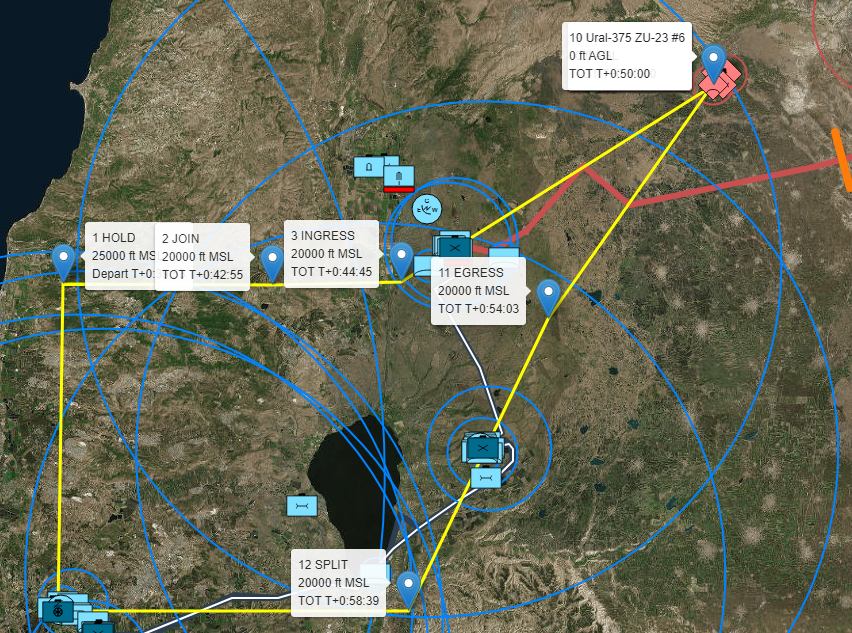 10 Ural-375 ZU-23 #6
0 ft AGL
TOT T+0:50:00
1 HOLD
25000 ft MS
Depart T+0:
2 JOIN
20000 ft MSL
TOT T+0:42:55
3 INGRESS
20000 ft MSL
TOT T+0:44:45
11 EGRESS
20000 ft MSL
TOT T+0:54:03
12 SPLIT
20000 ft MSL
TOT T+0:58:39